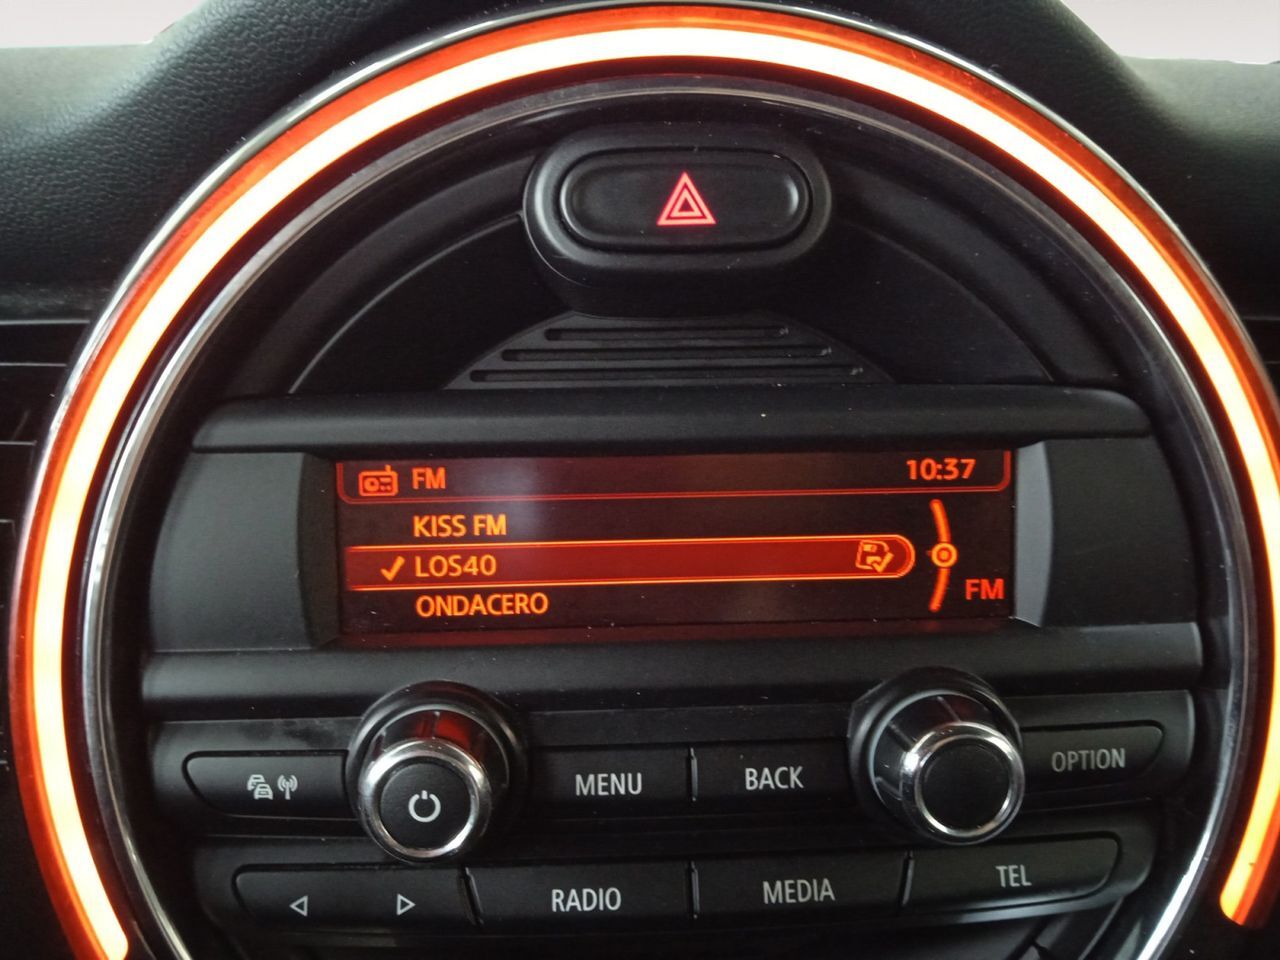 FM 10:37
KISS FM
LOS40
ONDACERO
FM
MENU BACK OPTION
RADIO MEDIA TEL